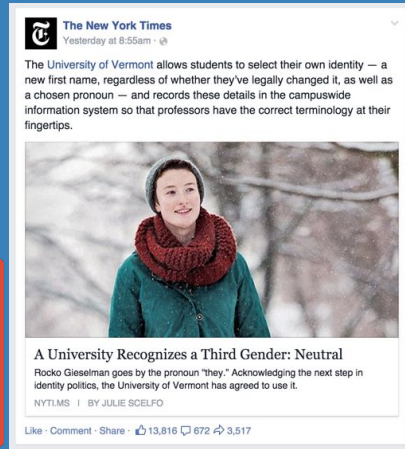 The New York Times
Yesterday at 8:55am ·
The University of Vermont allows students to select their own identity — a
new first name, regardless of whether they've legally changed it, as well as
a chosen pronoun — and records these details in the campuswide
information system so that professors have the correct terminology at their
fingertips.
A University Recognizes a Third Gender: Neutral
Rocko Gieselman goes by the pronoun "they." Acknowledging the next step in
identity politics, the University of Vermont has agreed to use it.
NYTI.MS | BY JULIE SCELFO
Like · Comment · Share · 13,816 672 3,517